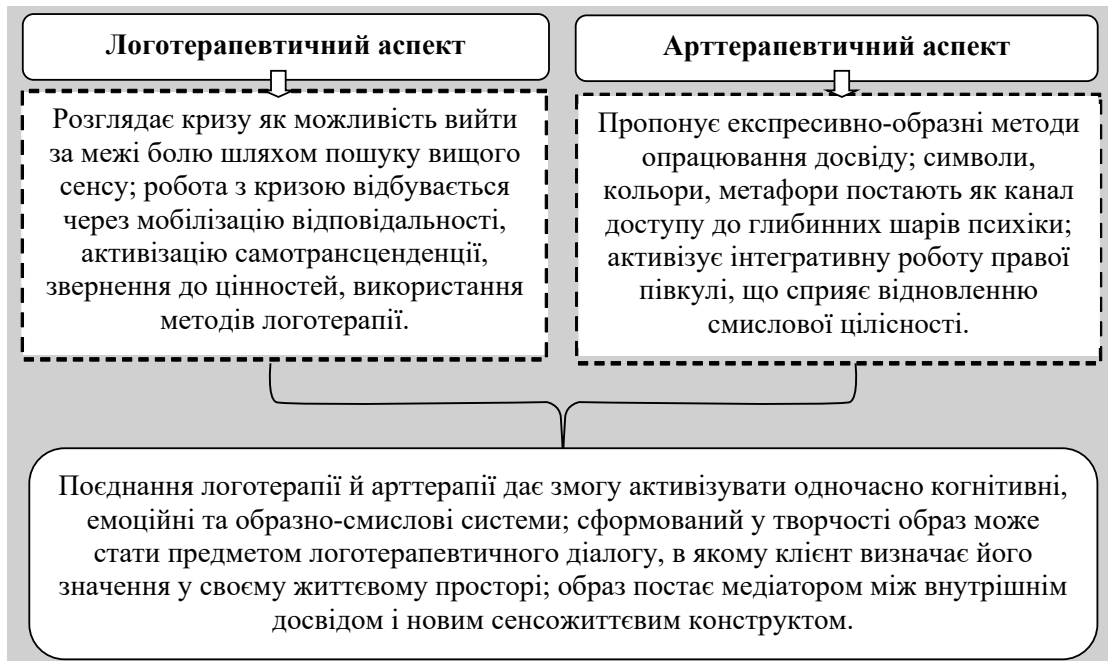 Логотерапевтичний аспект
Розглядає кризу як можливість вийти
за межі болю шляхом пошуку вищого
сенсу; робота з кризою відбувається
через мобілізацію відповідальності,
активізацію самотрансценденції,
звернення до цінностей, використання
методів логотерапії.
Арттерапевтичний аспект
Пропонує експресивно-образні методи
опрацювання досвіду; символи,
кольори, метафори постають як канал
доступу до глибинних шарів психіки;
активізує інтегративну роботу правої
півкулі, що сприяє відновленню
смислової цілісності.
Поєднання логотерапії й арттерапії дає змогу активізувати одночасно когнітивні,
емоційні та образно-смислові системи; сформований у творчості образ може
стати предметом логотерапевтичного діалогу, в якому клієнт визначає його
значення у своєму життєвому просторі; образ постає медіатором між внутрішнім
досвідом і новим сенсожиттєвим конструктом.